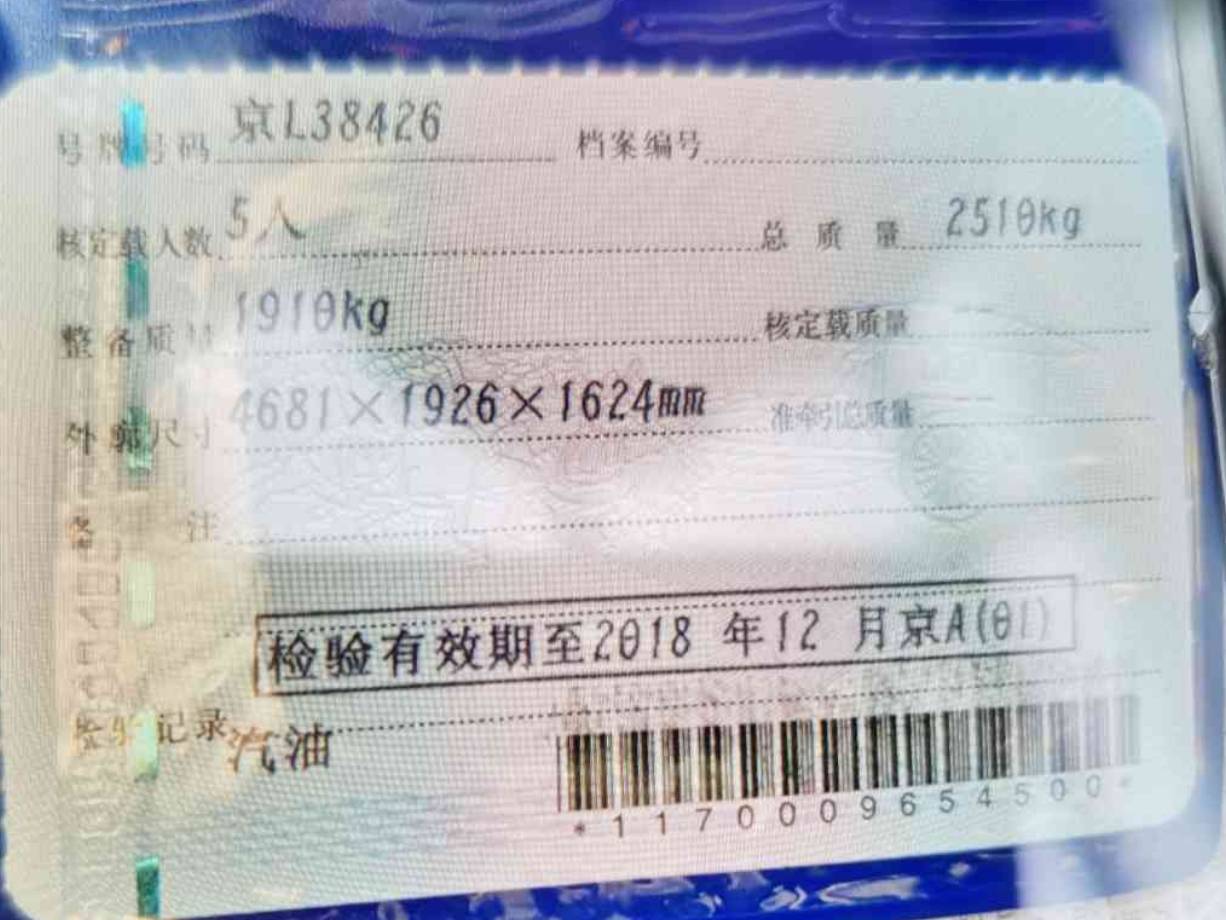 号牌号码 京L38426 档案编号
核定载人数 5人 总质量 2510kg
整备质量 1910kg 核定载质量
外廓尺寸 4681×1926×1624mm 准牵引总质量
备注
检验有效期至2018 年12 月京A(01)
检验记录 汽油
*1170009654500*